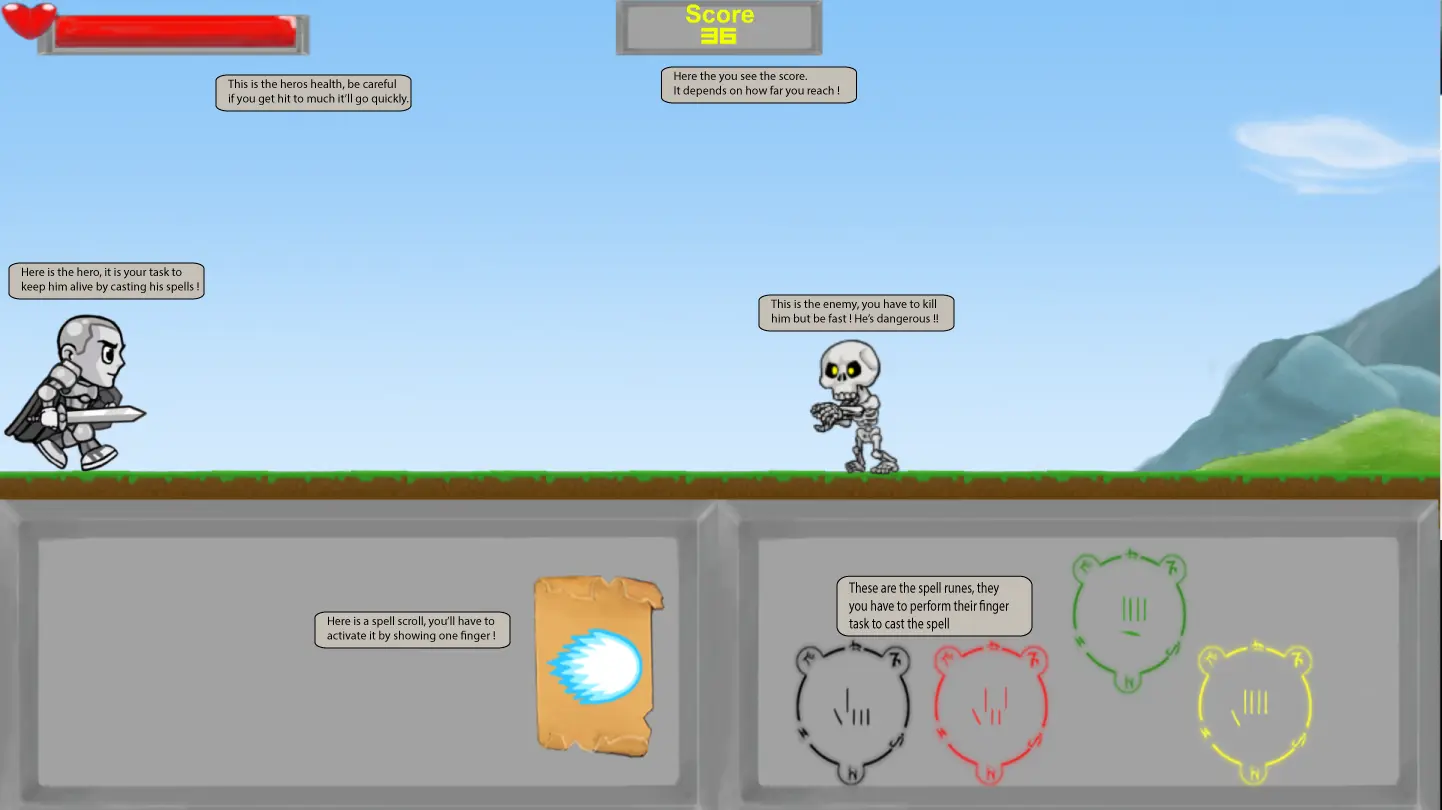 Score
36
This is the heros health, be careful
if you get hit to much it'll go quickly.
Here the you see the score.
It depends on how far you reach !
Here is the hero, it is your task to
keep him alive by casting his spells !
This is the enemy, you have to kill
him but be fast ! He's dangerous !!
Here is a spell scroll, you'll have to
activate it by showing one finger !
These are the spell runes, they
you have to perform their finger
task to cast the spell